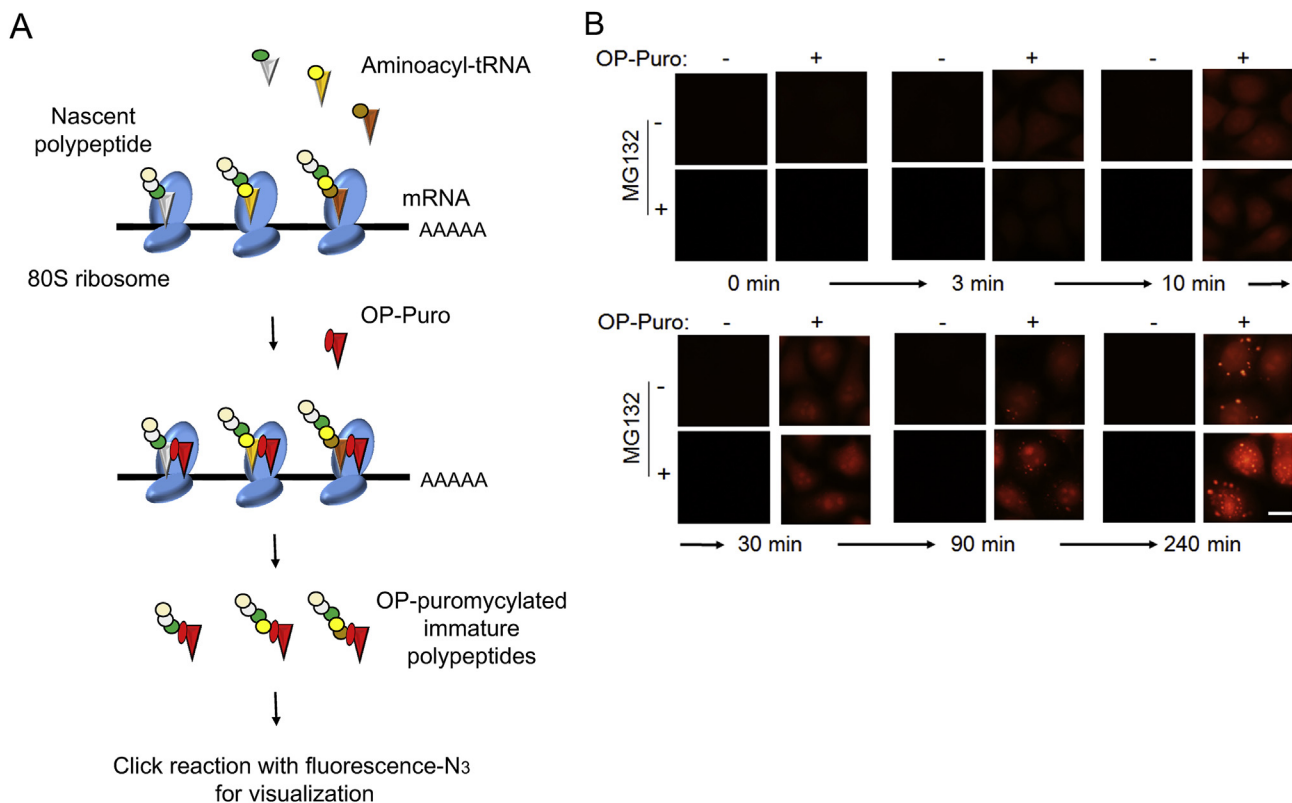 A
Aminoacyl-tRNA
Nascent
polypeptide
mRNA
AAAAA
80S ribosome
OP-Puro
AAAAA
OP-puromycylated
immature
polypeptides
Click reaction with fluorescence-N3
for visualization
B
OP-Puro: - + - + - +
MG132
-
+
0 min 3 min 10 min
OP-Puro: - + - + - +
MG132
-
+
30 min 90 min 240 min